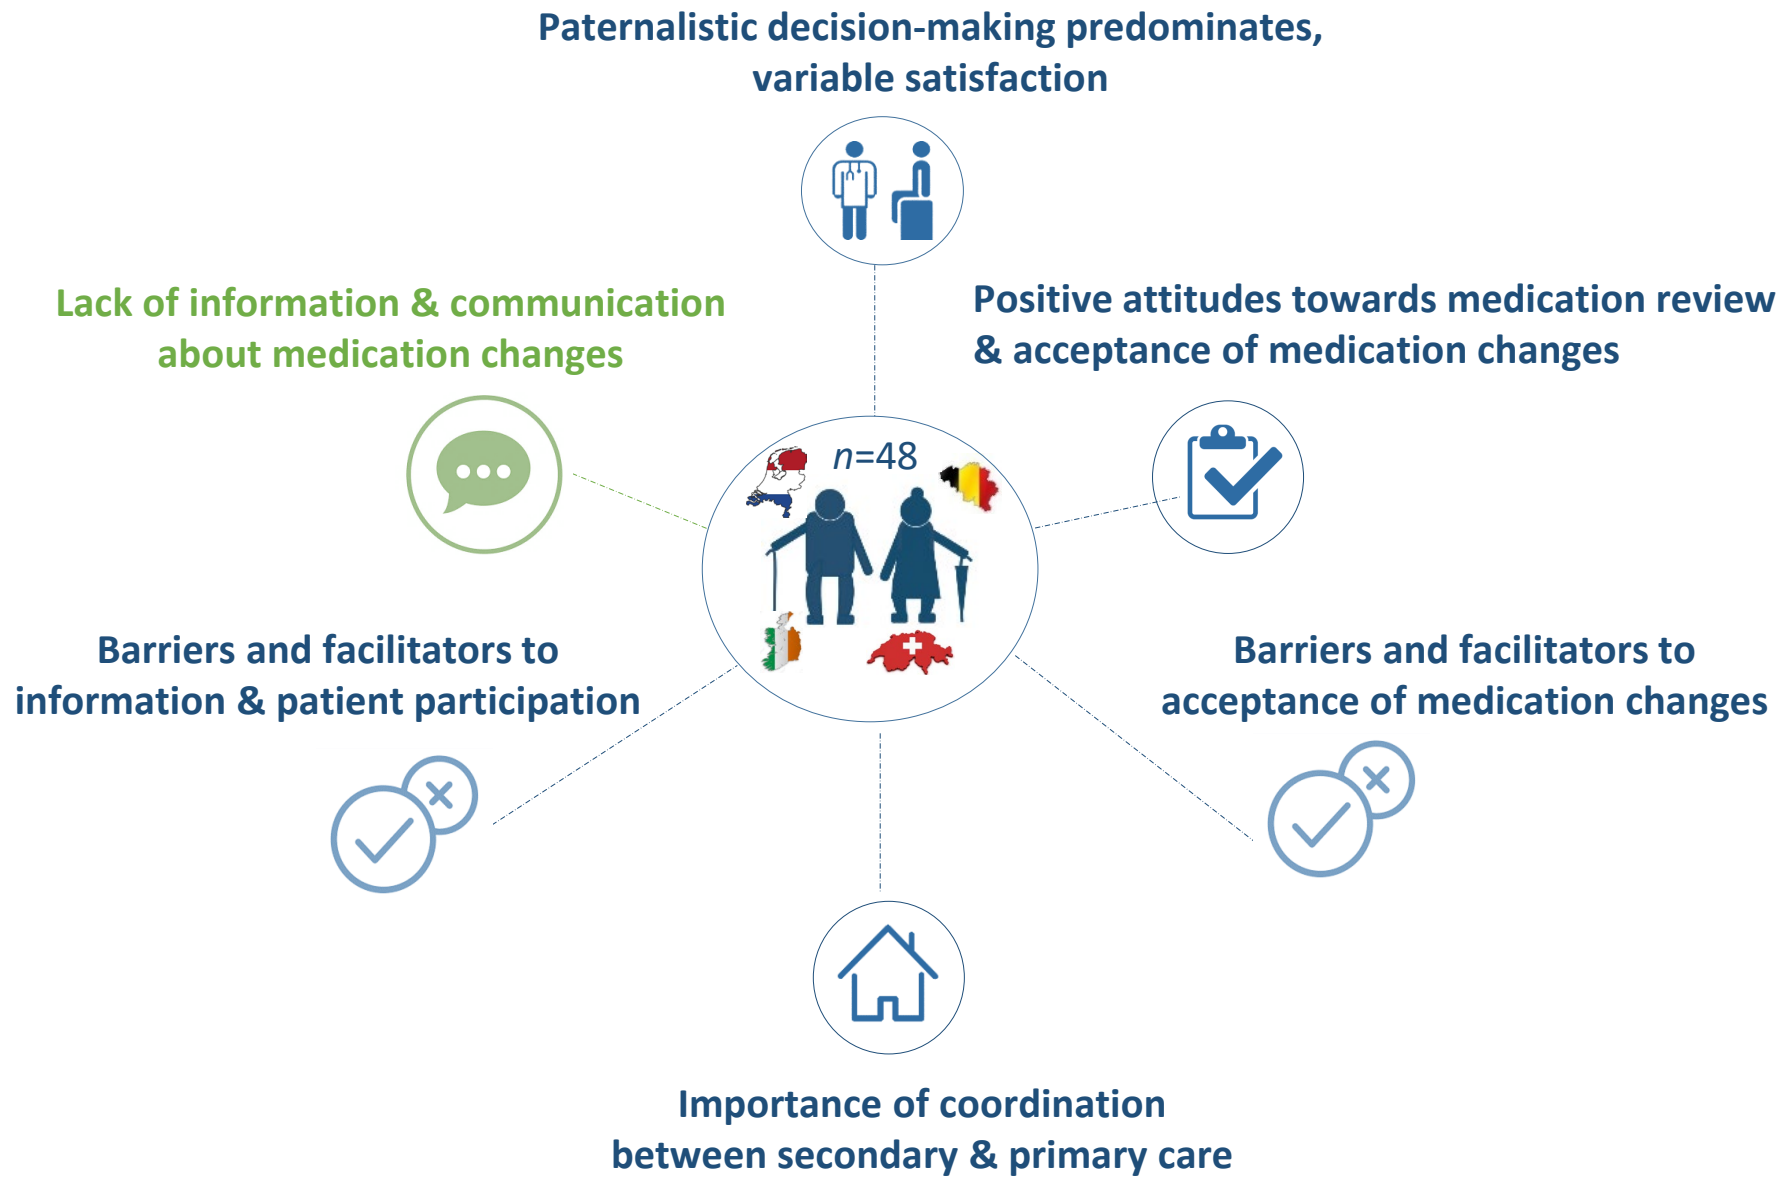 Paternalistic decision-making predominates,
variable satisfaction
Lack of information & communication
about medication changes
Positive attitudes towards medication review
& acceptance of medication changes
n=48
Barriers and facilitators to
information & patient participation
Barriers and facilitators to
acceptance of medication changes
Importance of coordination
between secondary & primary care